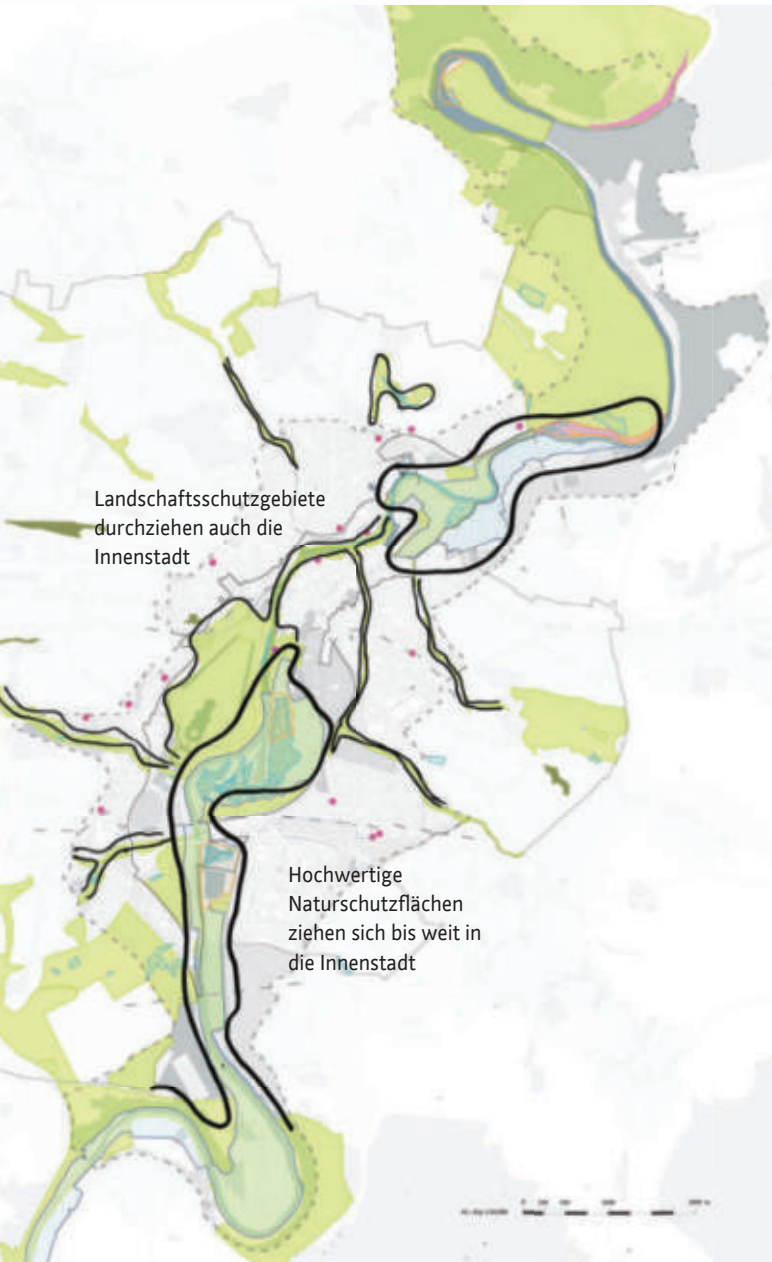 Landschaftsschutzgebiete
durchziehen auch die
Innenstadt
Hochwertige
Naturschutzflächen
ziehen sich bis weit in
die Innenstadt